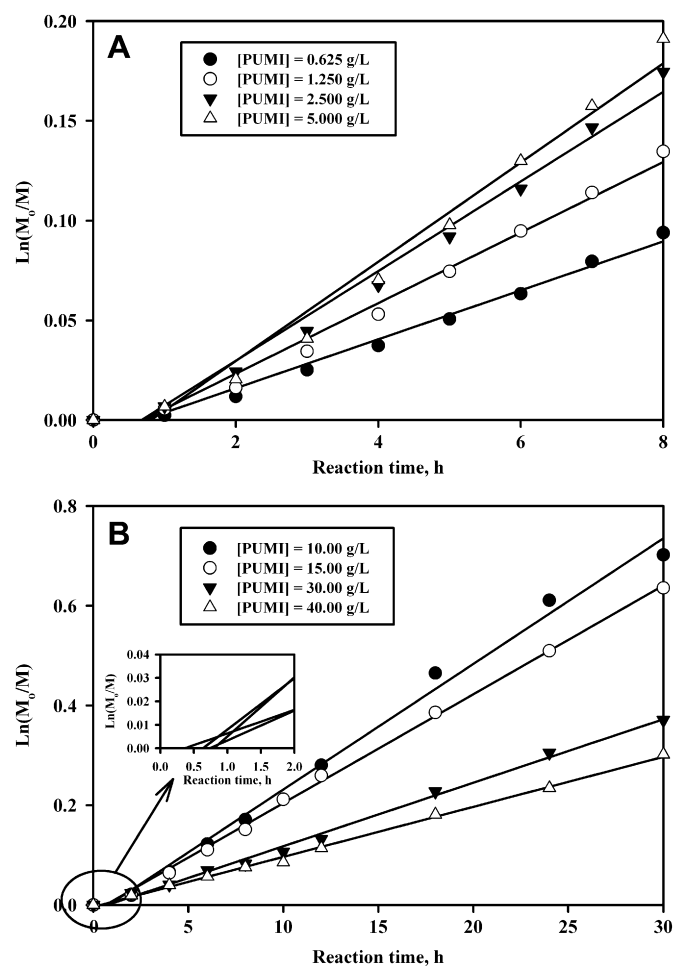 A
[PUMI] = 0.625 g/L
[PUMI] = 1.250 g/L
[PUMI] = 2.500 g/L
[PUMI] = 5.000 g/L
Ln(Mo/M)
0.20
0.15
0.10
0.05
0.00
0 2 4 6 8
Reaction time, h
B
[PUMI] = 10.00 g/L
[PUMI] = 15.00 g/L
[PUMI] = 30.00 g/L
[PUMI] = 40.00 g/L
Ln(Mo/M)
0.8
0.6
0.4
0.2
0.0
Ln(Mo/M)
0.04
0.03
0.02
0.01
0.00
0.0 0.5 1.0 1.5 2.0
Reaction time, h
0 5 10 15 20 25 30
Reaction time, h